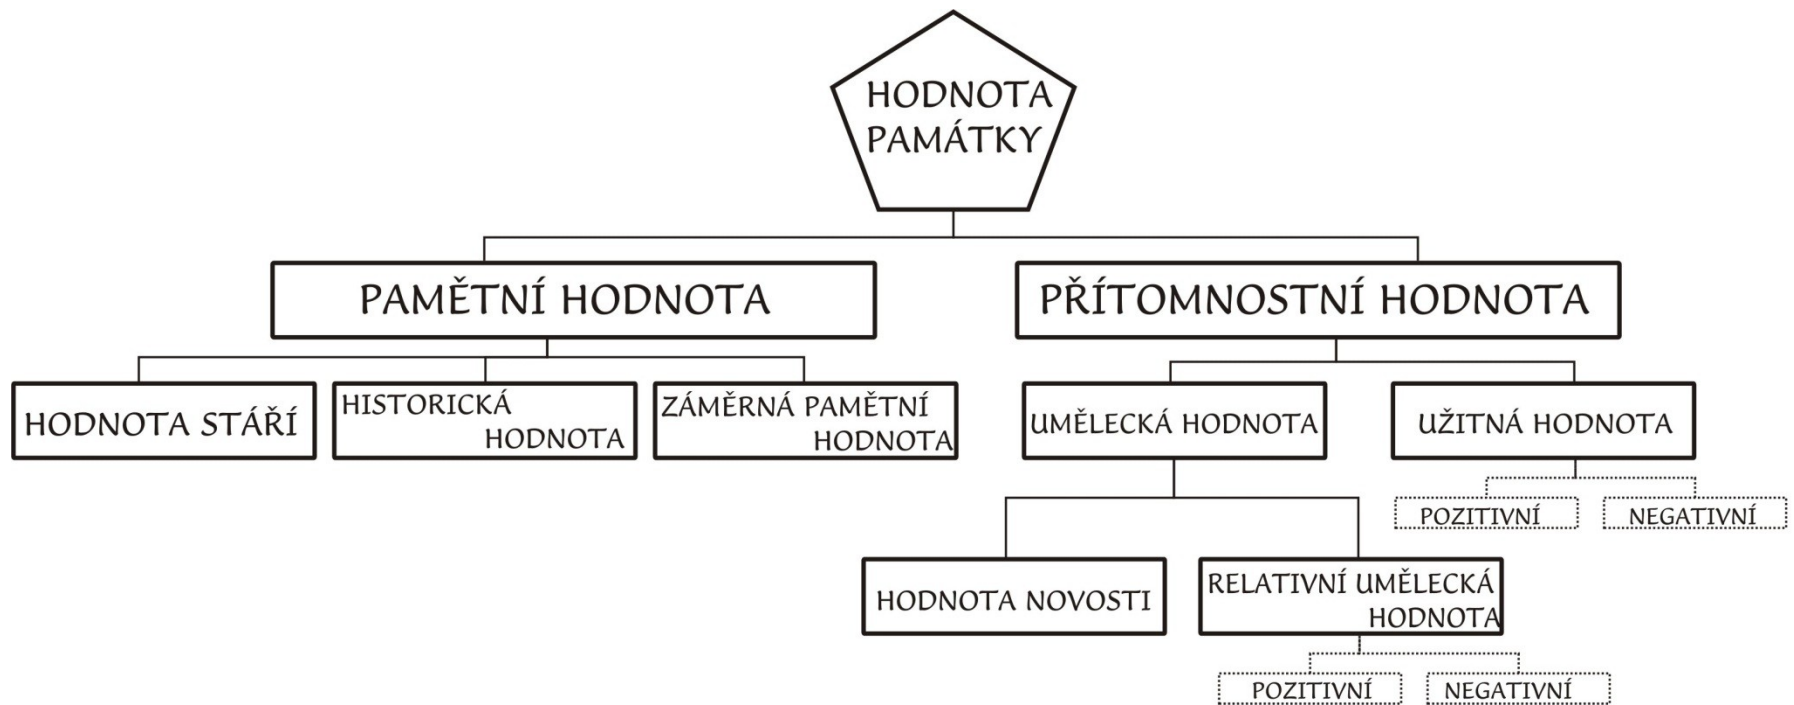 HODNOTA
PAMÁTKY
PAMĚTNÍ HODNOTA
PŘÍTOMNOSTNÍ HODNOTA
HODNOTA STÁŘÍ
HISTORICKÁ
HODNOTA
ZÁMĚRNÁ PAMĚTNÍ
HODNOTA
UMĚLECKÁ HODNOTA
UŽITNÁ HODNOTA
POZITIVNÍ
NEGATIVNÍ
HODNOTA NOVOSTI
RELATIVNÍ UMĚLECKÁ
HODNOTA
POZITIVNÍ
NEGATIVNÍ